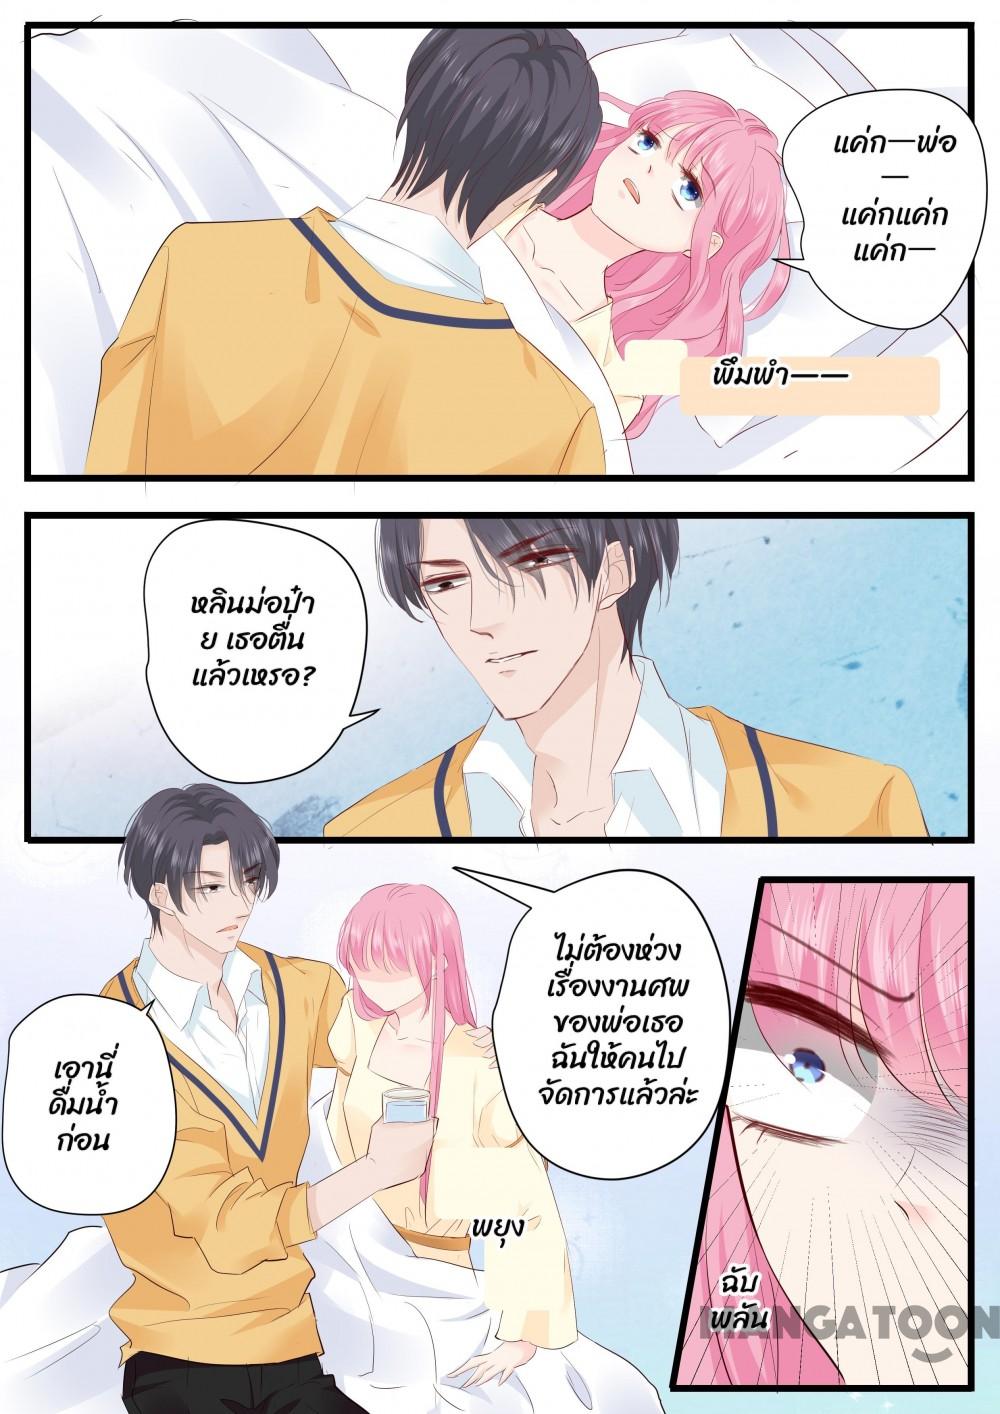 แค่ก—พ่อ
—
แค่กแค่ก
แค่ก—
พึมพำ——
หลินม่อป๋า
ย เธอตื่น
แล้วเหรอ?
ไม่ต้องห่วง
เรื่องงานศพ
ของพ่อเธอ
ฉันให้คนไป
จัดการแล้วล่ะ
เอานี่
ดื่มน้ำ
ก่อน
พยุง
ฉับ
พลัน
MANGATOON